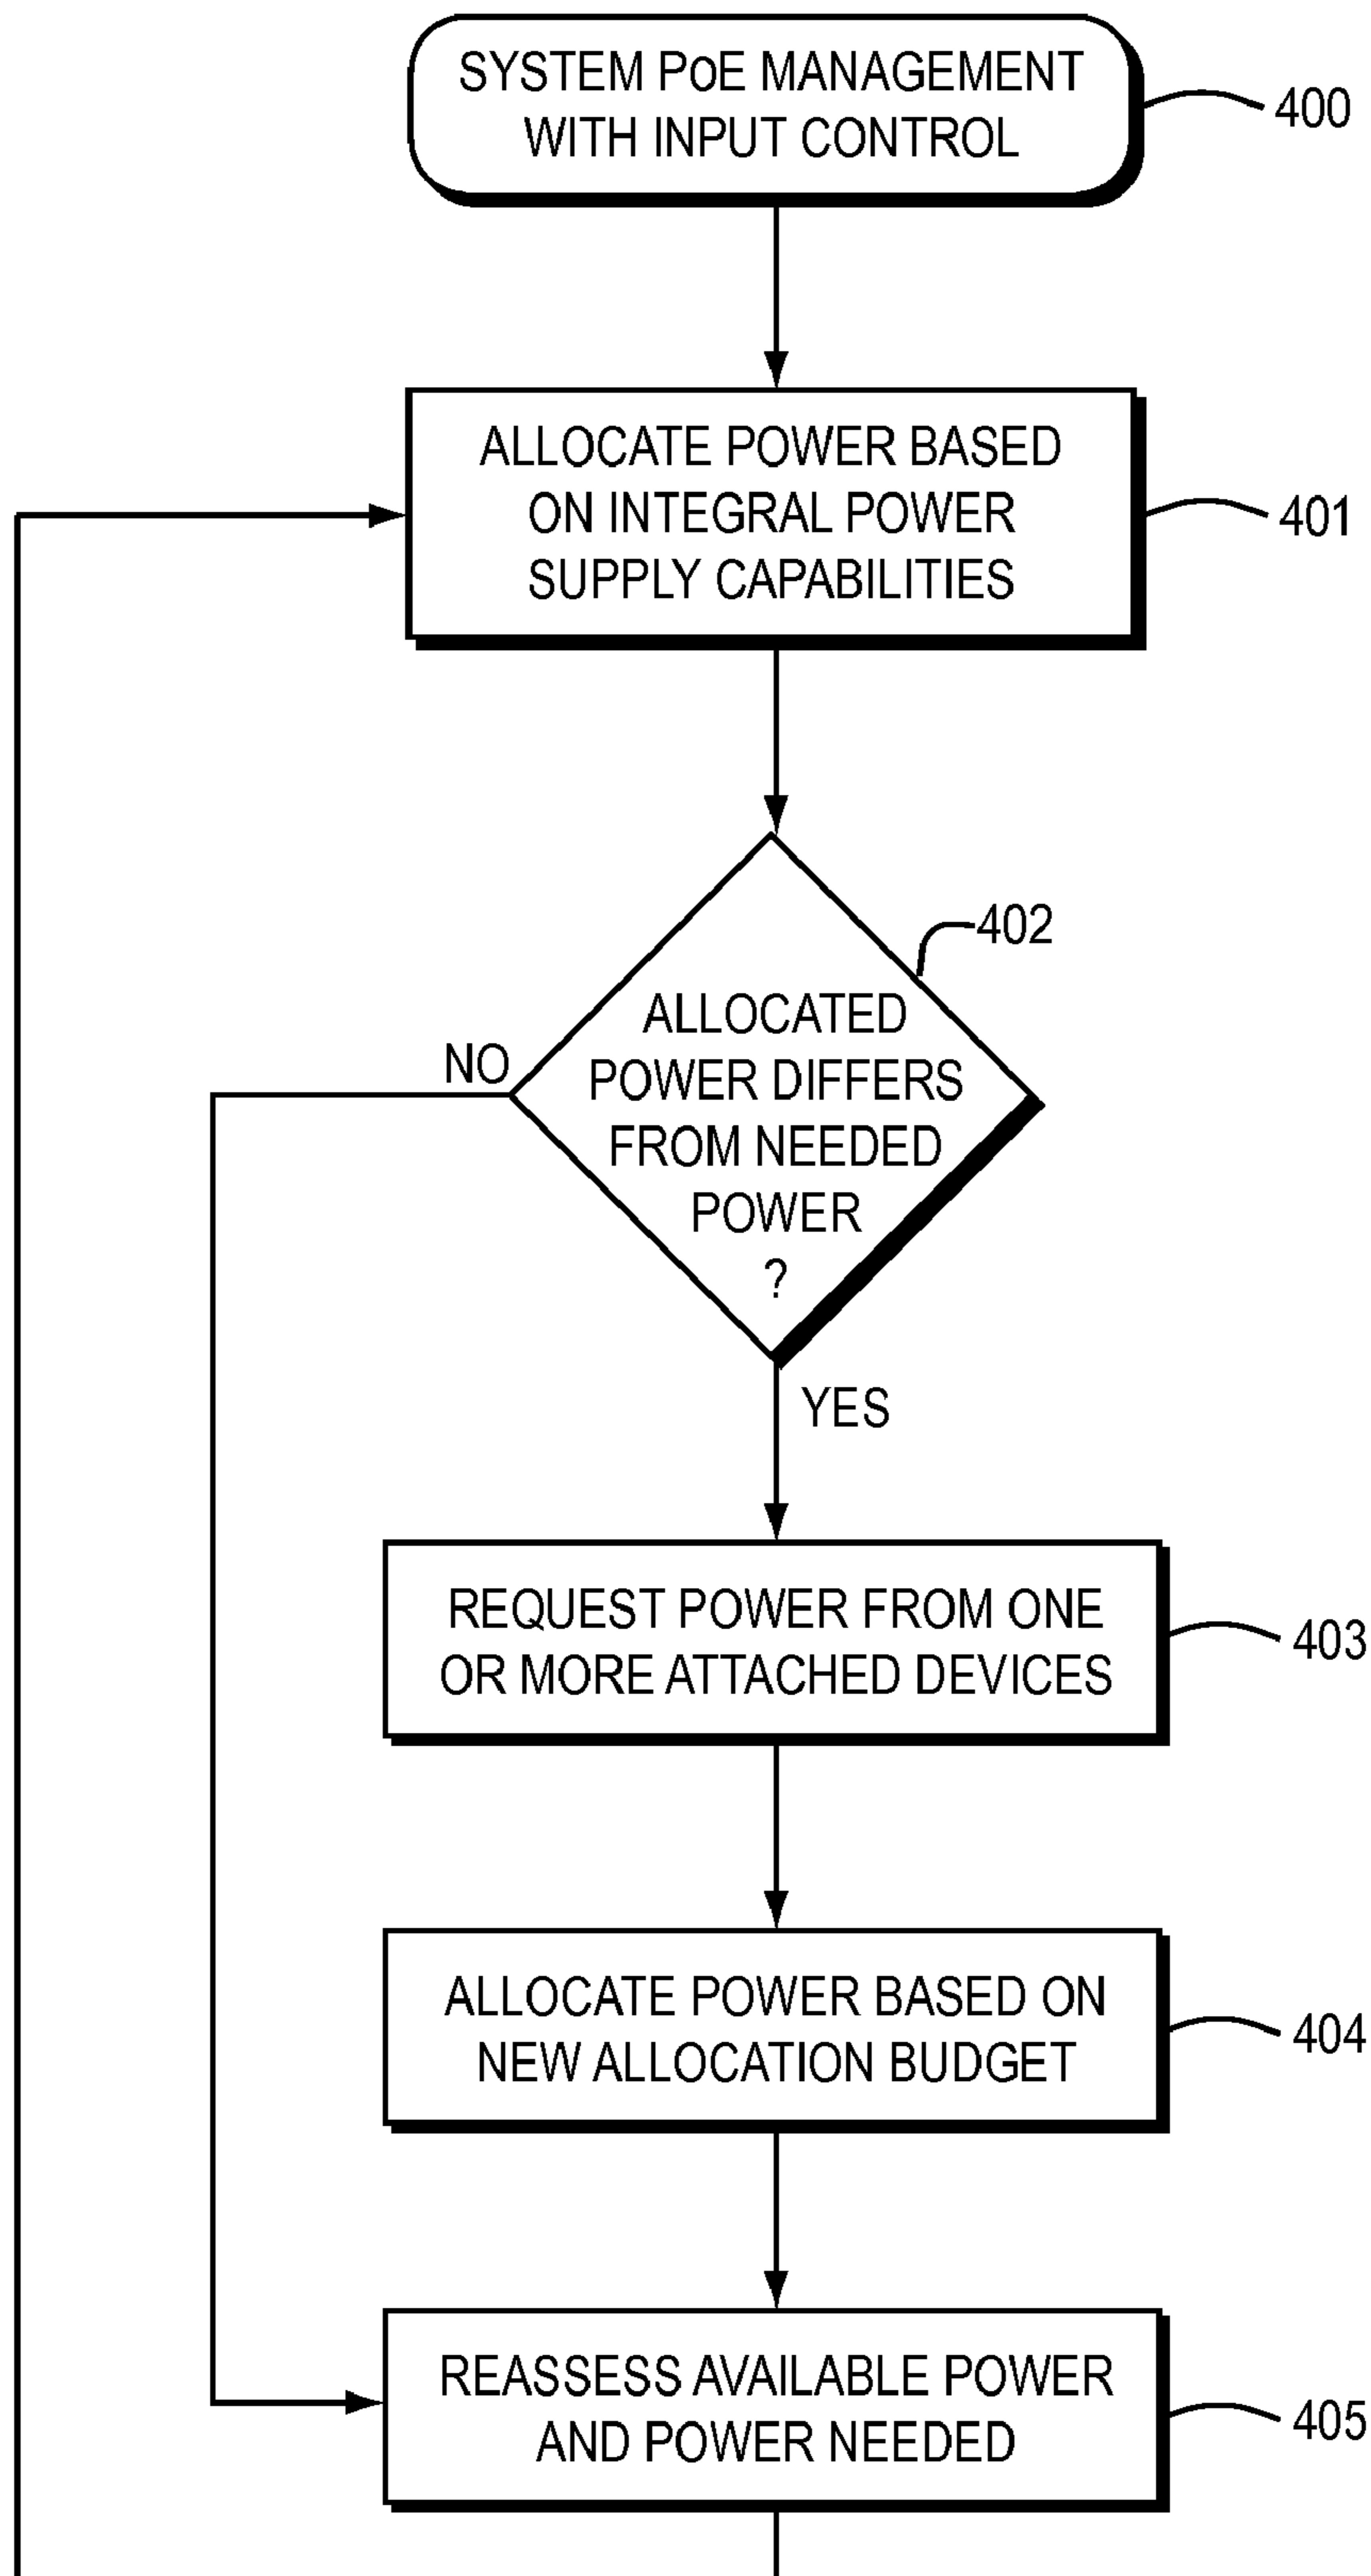 SYSTEM PoE MANAGEMENT
WITH INPUT CONTROL
400
ALLOCATE POWER BASED
ON INTEGRAL POWER
SUPPLY CAPABILITIES
401
402
ALLOCATED
POWER DIFFERS
FROM NEEDED
POWER
?
NO
YES
REQUEST POWER FROM ONE
OR MORE ATTACHED DEVICES
403
ALLOCATE POWER BASED ON
NEW ALLOCATION BUDGET
404
REASSESS AVAILABLE POWER
AND POWER NEEDED
405